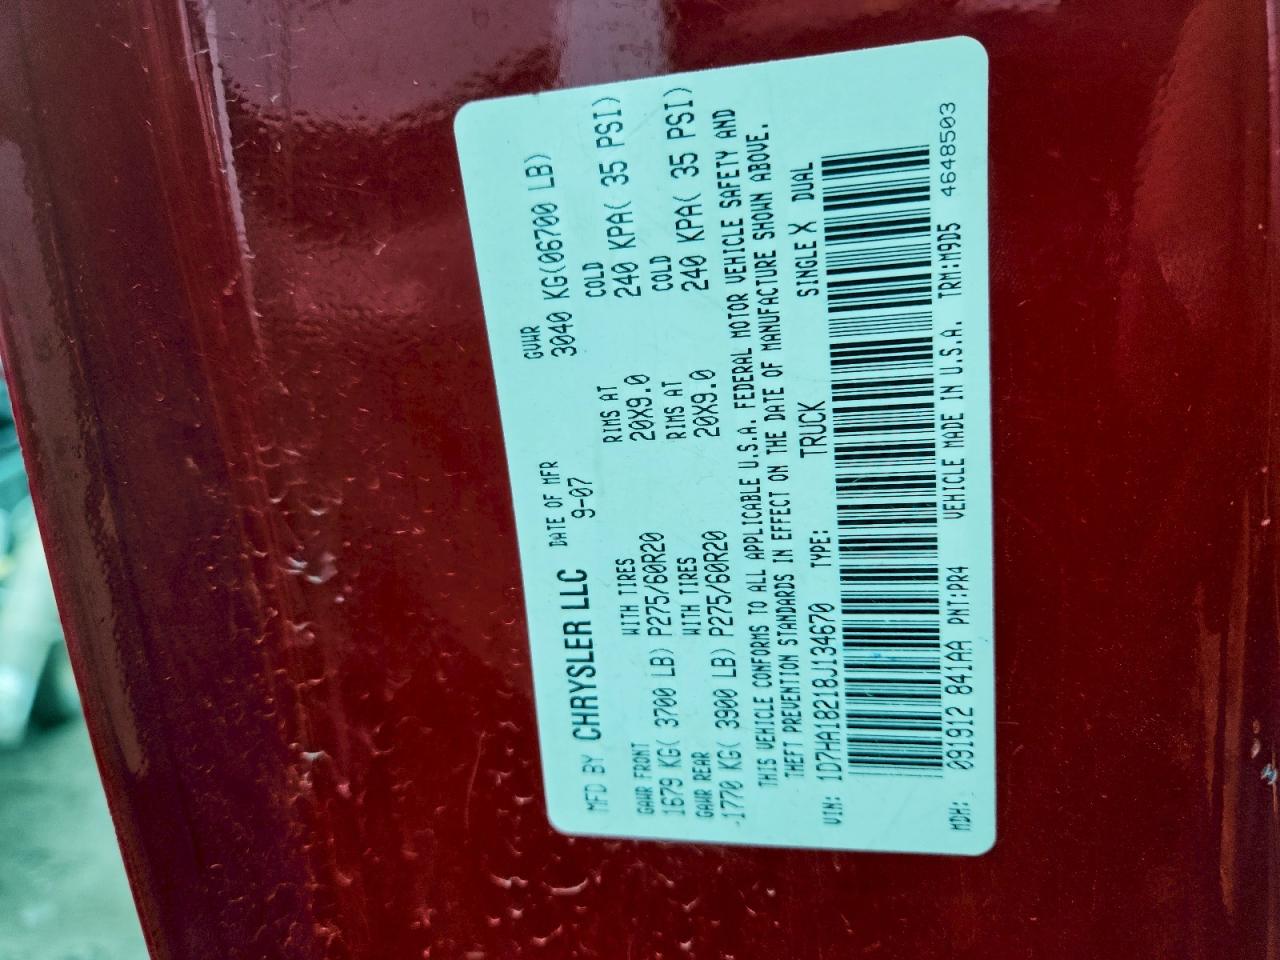 MFD BY CHRYSLER LLC DATE OF MFR 9-07 GVWR 3040 KG(06700 LB)
GAWR FRONT WITH TIRES RIMS AT COLD
1679 KG( 3700 LB) P275/60R20 20X9.0 240 KPA( 35 PSI)
GAWR REAR WITH TIRES RIMS AT COLD
1770 KG( 3900 LB) P275/60R20 20X9.0 240 KPA( 35 PSI)
THIS VEHICLE CONFORMS TO ALL APPLICABLE U.S.A. FEDERAL MOTOR VEHICLE SAFETY AND
THEFT PREVENTION STANDARDS IN EFFECT ON THE DATE OF MANUFACTURE SHOWN ABOVE.
VIN: 1D7HA18218J134670 TYPE: TRUCK SINGLE X DUAL
MDH: 091912 841AA PNT:PR4 VEHICLE MADE IN U.S.A. TRM:M9D5 4648503